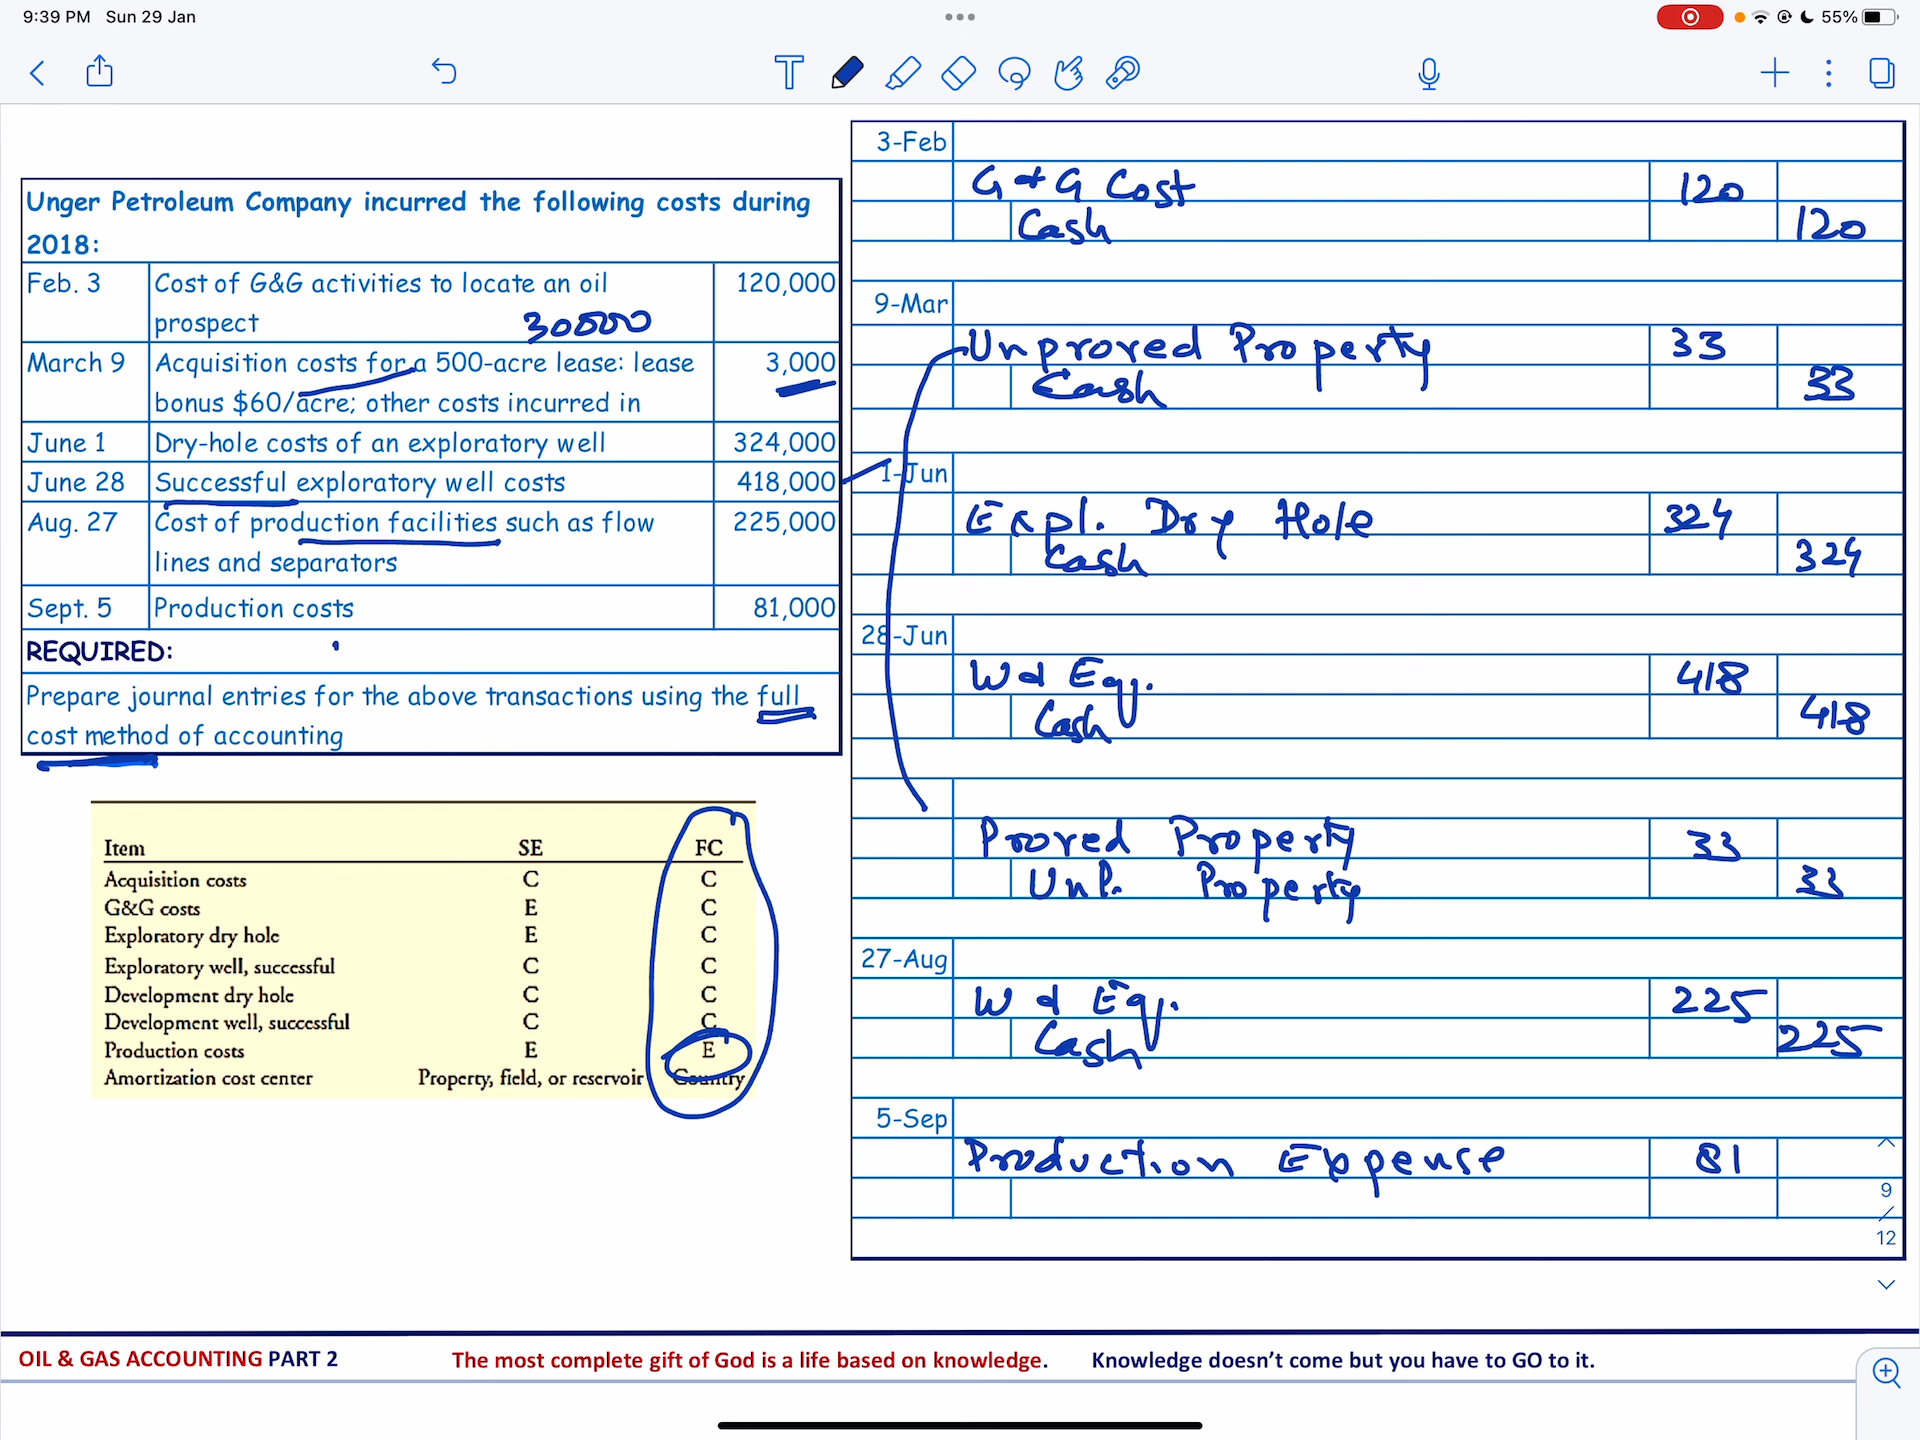 9:39 PM Sun 29 Jan
55%
Unger Petroleum Company incurred the following costs during
2018:
Feb. 3 Cost of G&G activities to locate an oil 120,000
prospect 30000
March 9 Acquisition costs for a 500-acre lease: lease 3,000
bonus $60/acre; other costs incurred in
June 1 Dry-hole costs of an exploratory well 324,000
June 28 Successful exploratory well costs 418,000
Aug. 27 Cost of production facilities such as flow 225,000
lines and separators
Sept. 5 Production costs 81,000
REQUIRED:
Prepare journal entries for the above transactions using the full
cost method of accounting
Item SE FC
Acquisition costs C C
G&G costs E C
Exploratory dry hole E C
Exploratory well, successful C C
Development dry hole C C
Development well, successful C C
Production costs E E
Amortization cost center Property, field, or reservoir Country
3-Feb
G & G Cost 120
Cash 120
9-Mar
Unproved Property 33
Cash 33
1-Jun
Expl. Dry Hole 324
Cash 324
28-Jun
W & Eq. 418
Cash 418
Proved Property 33
Unp. Property 33
27-Aug
W & Eq. 225
Cash 225
5-Sep
Production Expense 81
9
/
12
OIL & GAS ACCOUNTING PART 2 The most complete gift of God is a life based on knowledge. Knowledge doesn't come but you have to GO to it.